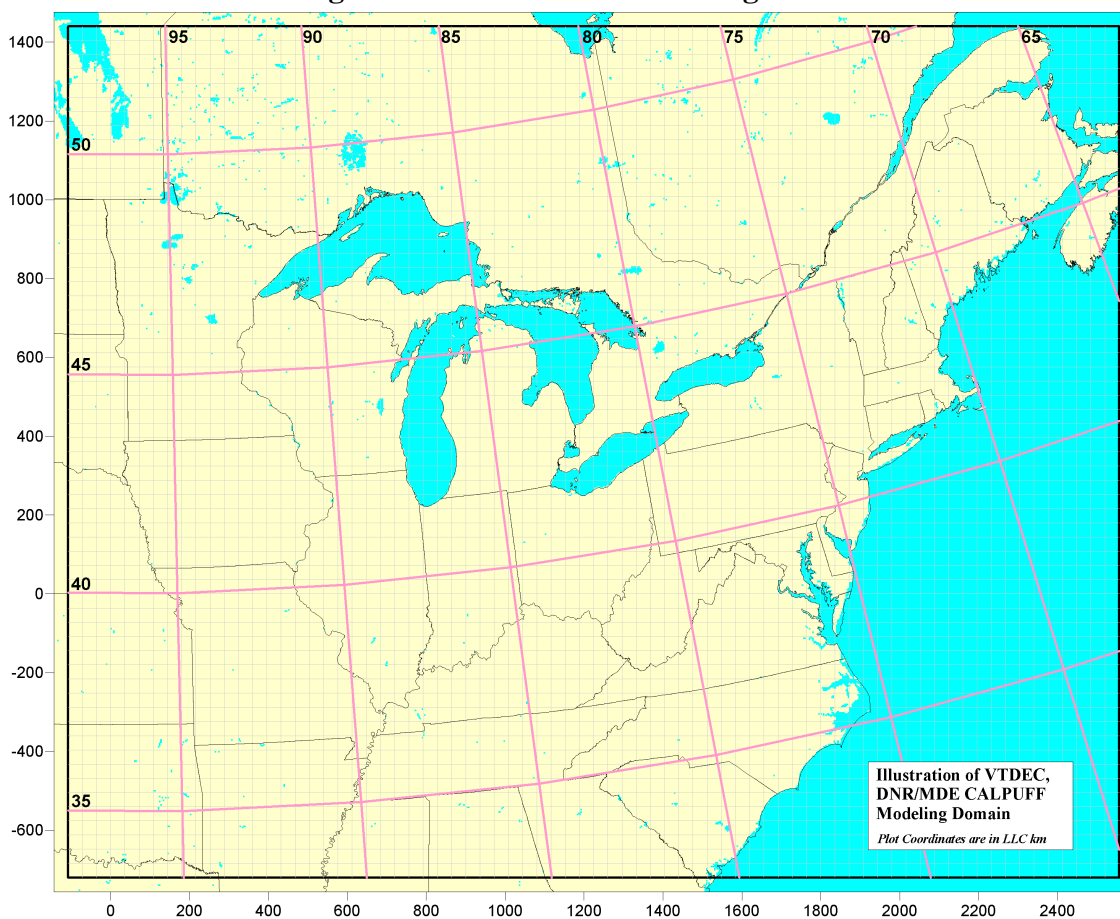 95 90 85 80 75 70 65
1400
1200
50
1000
800
600
45
400
200
40
0
-200
-400
35
-600
Illustration of VTDEC,
DNR/MDE CALPUFF
Modeling Domain
Plot Coordinates are in LLC km
0 200 400 600 800 1000 1200 1400 1600 1800 2000 2200 2400